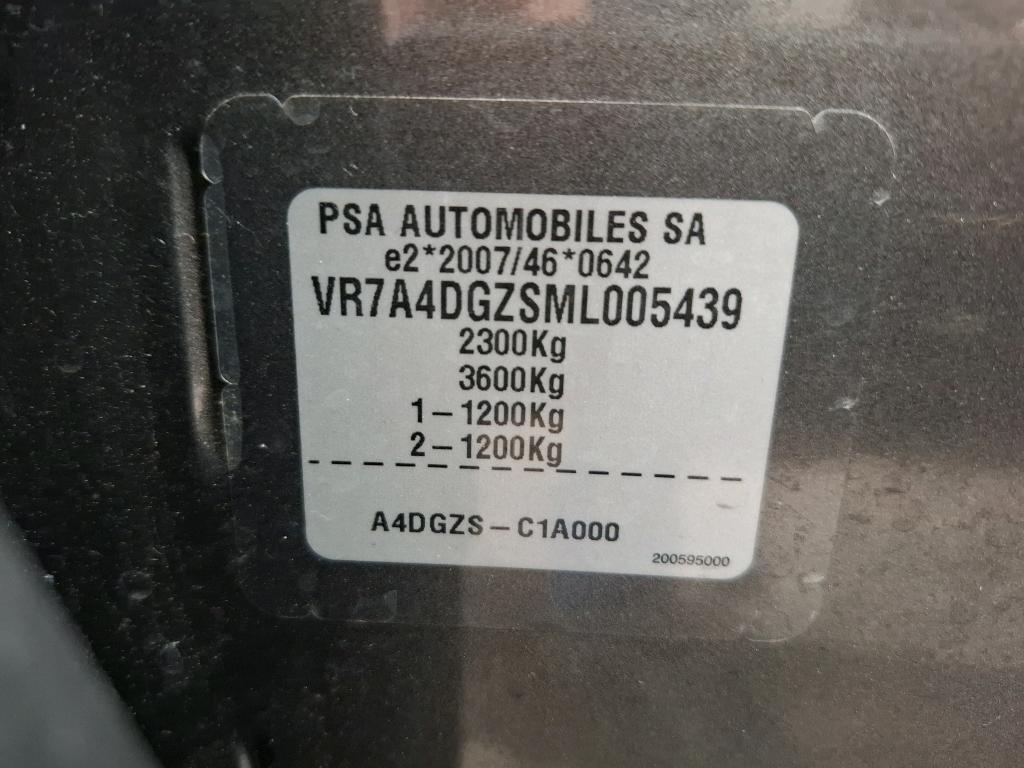 PSA AUTOMOBILES SA
e2*2007/46*0642
VR7A4DGZSML005439
2300Kg
3600Kg
1-1200Kg
2-1200Kg
A4DGZS-C1A000
200595000